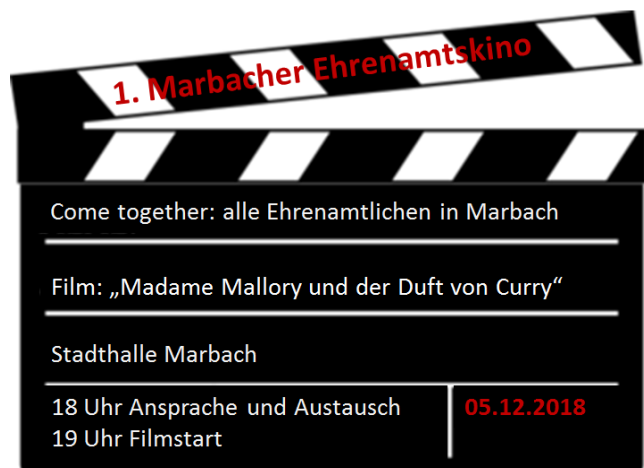 1. Marbacher Ehrenamtskino
Come together: alle Ehrenamtlichen in Marbach
Film: „Madame Mallory und der Duft von Curry“
Stadthalle Marbach
18 Uhr Ansprache und Austausch
05.12.2018
19 Uhr Filmstart